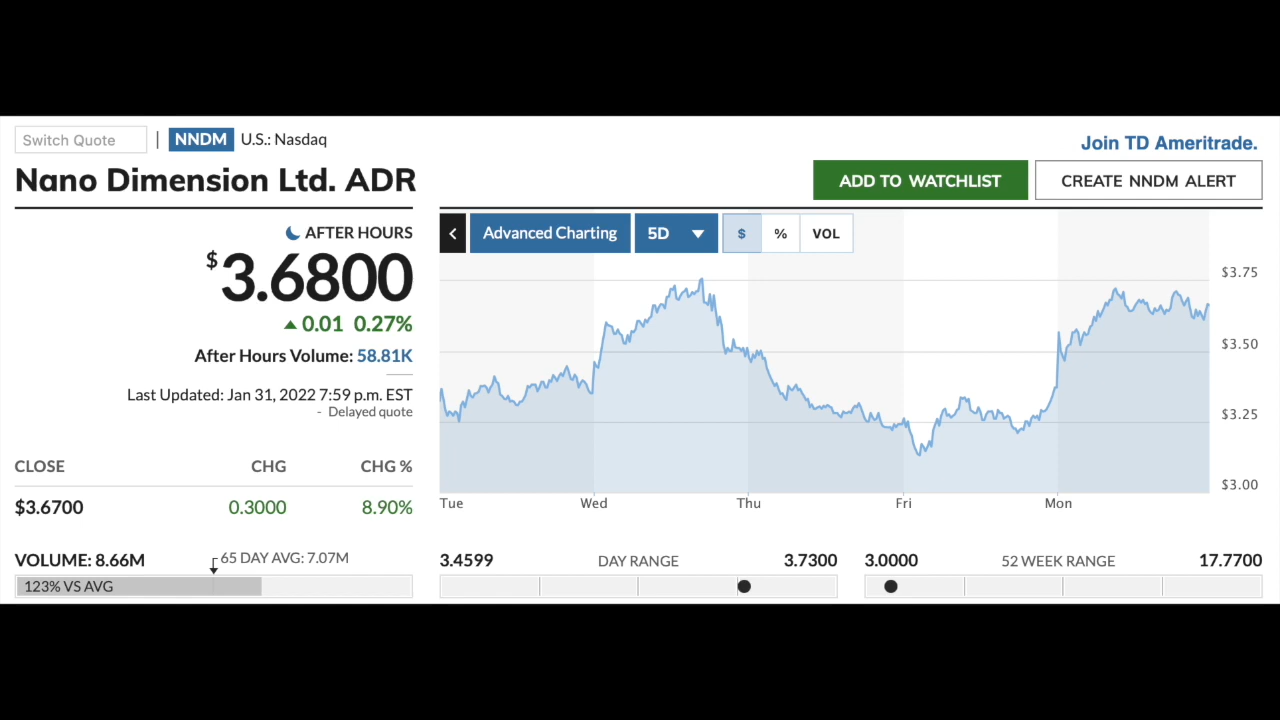 Switch Quote | NNDM U.S.: Nasdaq
Join TD Ameritrade.
Nano Dimension Ltd. ADR
ADD TO WATCHLIST
CREATE NNDM ALERT
AFTER HOURS
$3.6800
0.01 0.27%
After Hours Volume: 58.81K
Last Updated: Jan 31, 2022 7:59 p.m. EST
- Delayed quote
CLOSE CHG CHG %
$3.6700 0.3000 8.90%
VOLUME: 8.66M 65 DAY AVG: 7.07M
123% VS AVG
< Advanced Charting 5D $ % VOL
$3.75
$3.50
$3.25
$3.00
Tue Wed Thu Fri Mon
3.4599 DAY RANGE 3.7300
3.0000 52 WEEK RANGE 17.7700